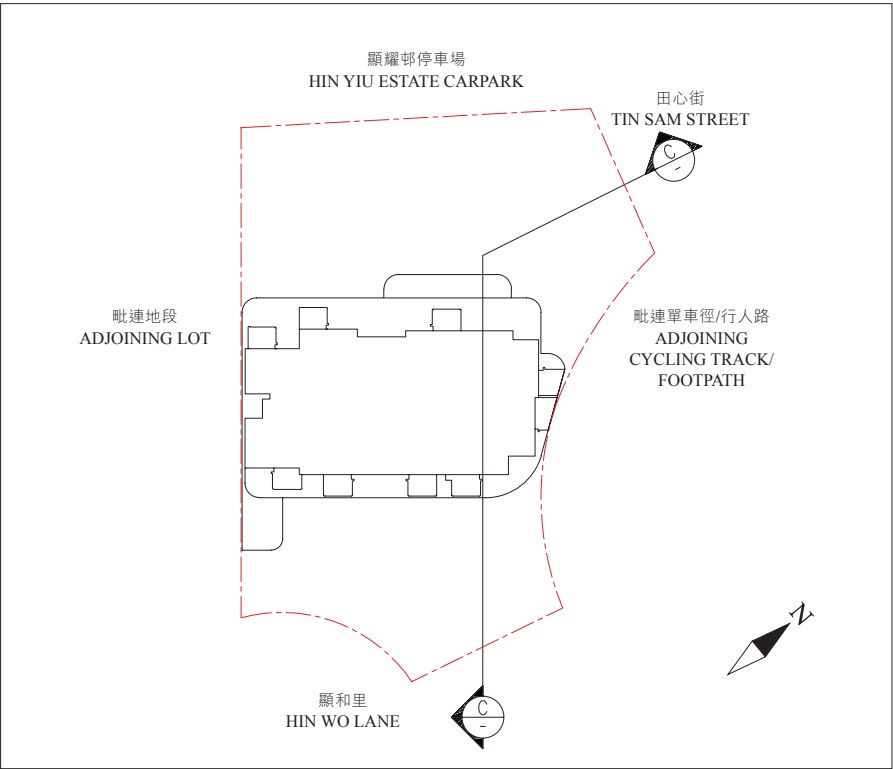 顯耀邨停車場
HIN YIU ESTATE CARPARK
田心街
TIN SAM STREET
C
-
毗連地段
ADJOINING LOT
毗連單車徑/行人路
ADJOINING
CYCLING TRACK/
FOOTPATH
N
顯和里
HIN WO LANE
C
-